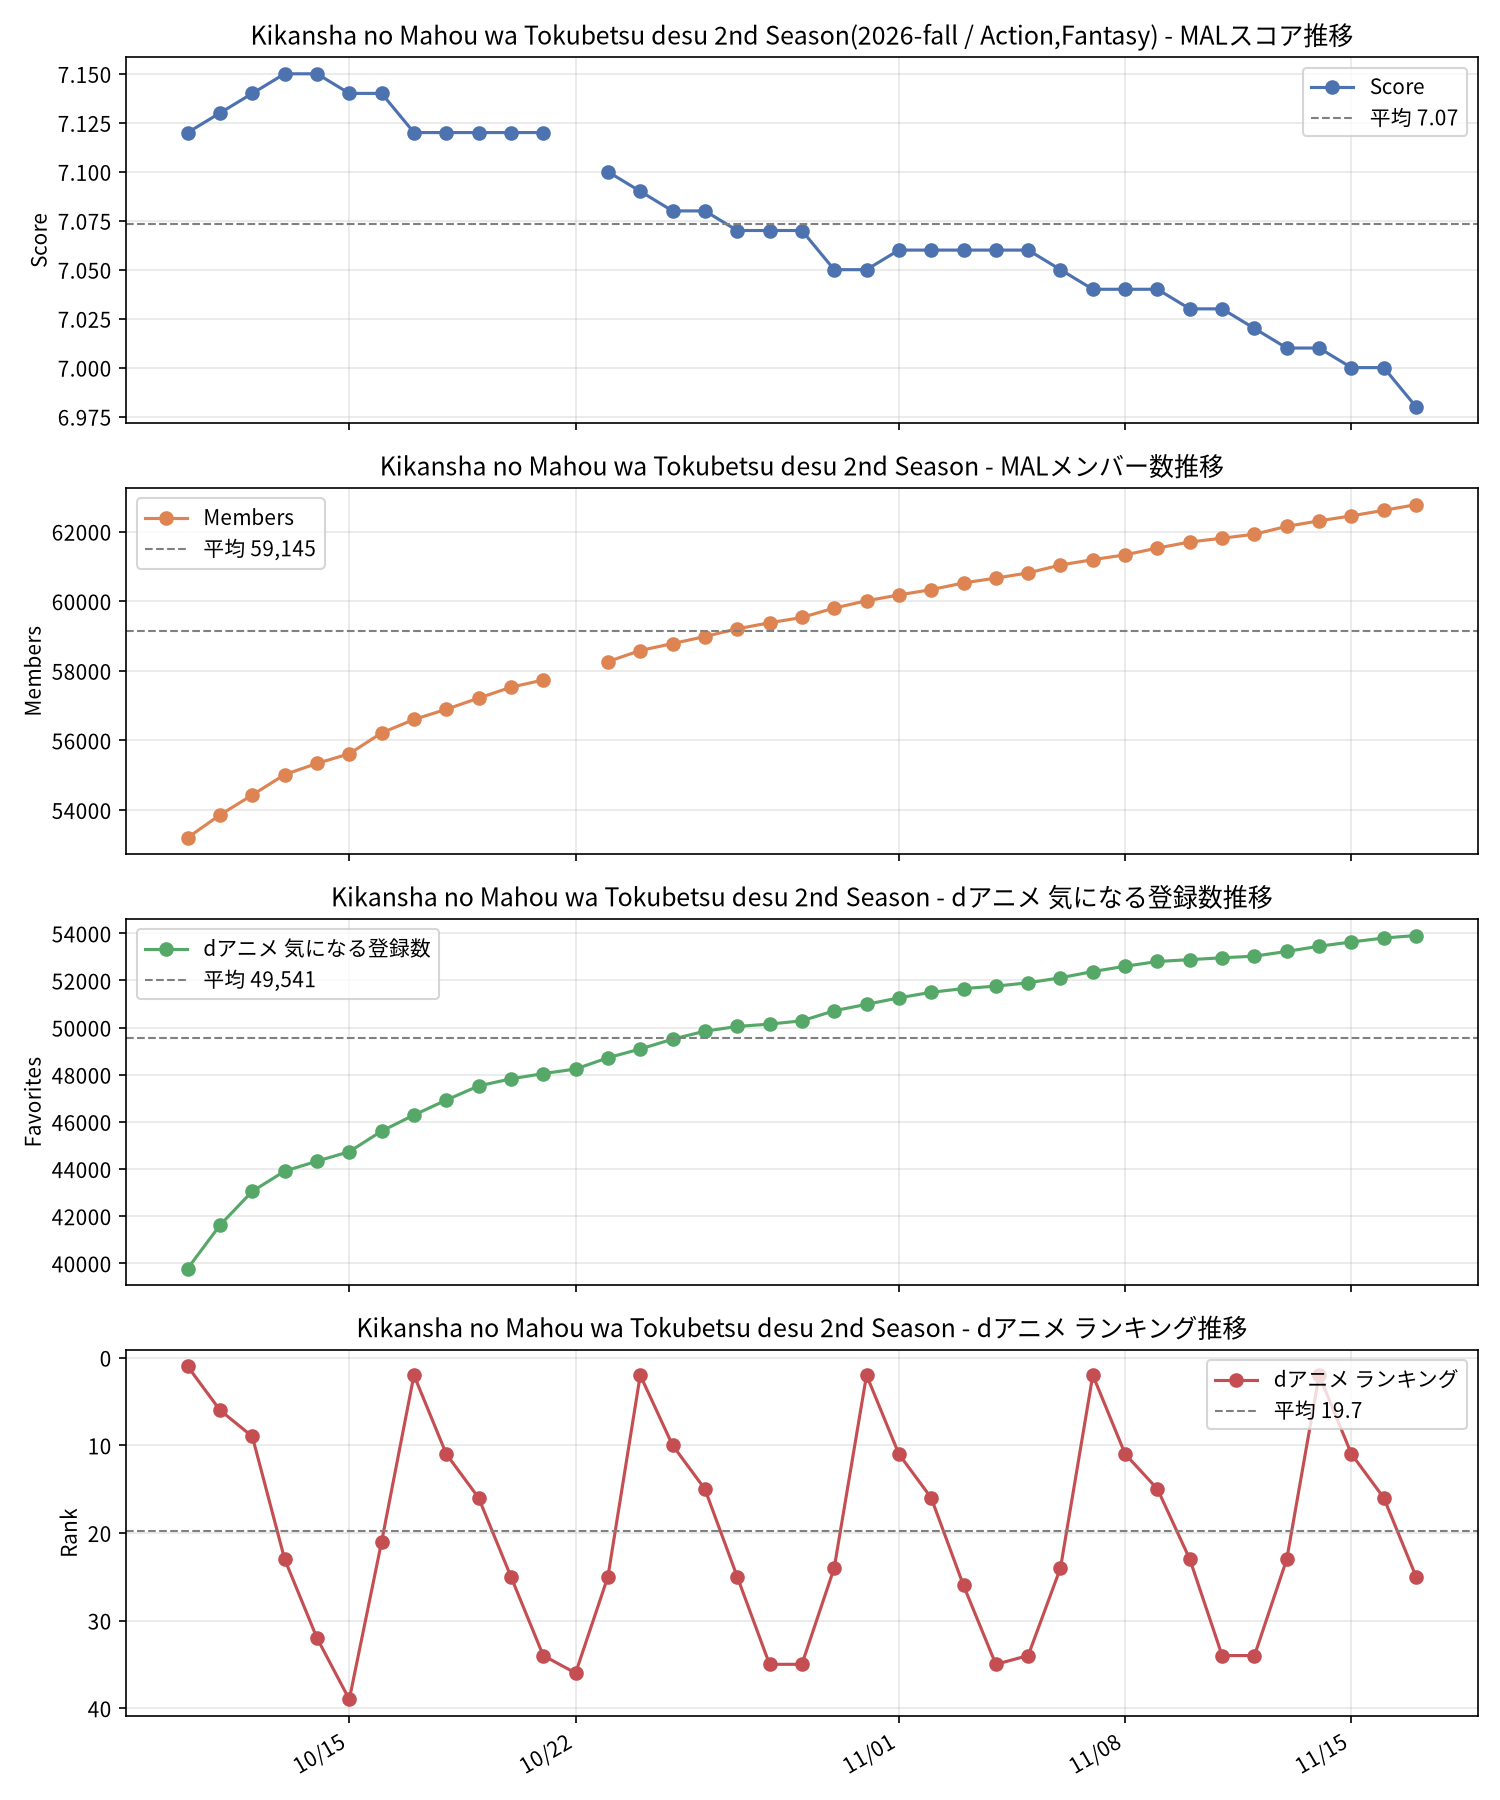 Kikansha no Mahou wa Tokubetsu desu 2nd Season(2026-fall / Action,Fantasy) - MALスコア推移
7.150
7.125
7.100
7.075
7.050
7.025
7.000
6.975
Score
Score
平均 7.07
Kikansha no Mahou wa Tokubetsu desu 2nd Season - MALメンバー数推移
62000
60000
58000
56000
54000
Members
Members
平均 59,145
Kikansha no Mahou wa Tokubetsu desu 2nd Season - dアニメ 気になる登録数推移
54000
52000
50000
48000
46000
44000
42000
40000
Favorites
dアニメ 気になる登録数
平均 49,541
Kikansha no Mahou wa Tokubetsu desu 2nd Season - dアニメ ランキング推移
0
10
20
30
40
Rank
dアニメ ランキング
平均 19.7
10/15
10/22
11/01
11/08
11/15